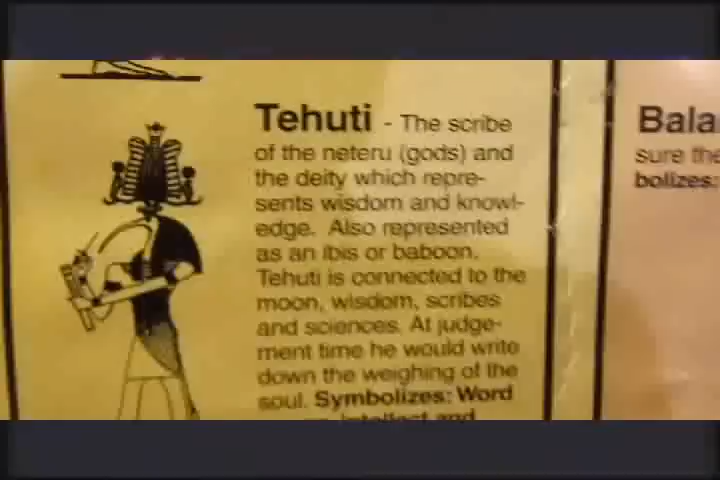 Tehuti - The scribe
of the neteru (gods) and
the deity which repre-
sents wisdom and knowl-
edge. Also represented
as an ibis or baboon.
Tehuti is connected to the
moon, wisdom, scribes
and sciences. At judge-
ment time he would write
down the weighing of the
soul. Symbolizes: Word
Intellect and
sure the
bolizes: